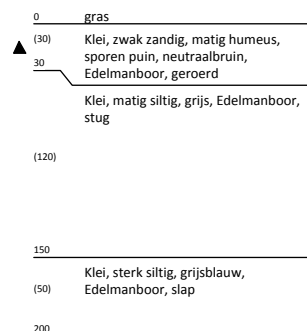 0 gras
(30) Klei, zwak zandig, matig humeus,
sporen puin, neutraalbruin,
30 Edelmanboor, geroerd
Klei, matig siltig, grijs, Edelmanboor,
stug
(120)
150
Klei, sterk siltig, grijsblauw,
(50) Edelmanboor, slap
200